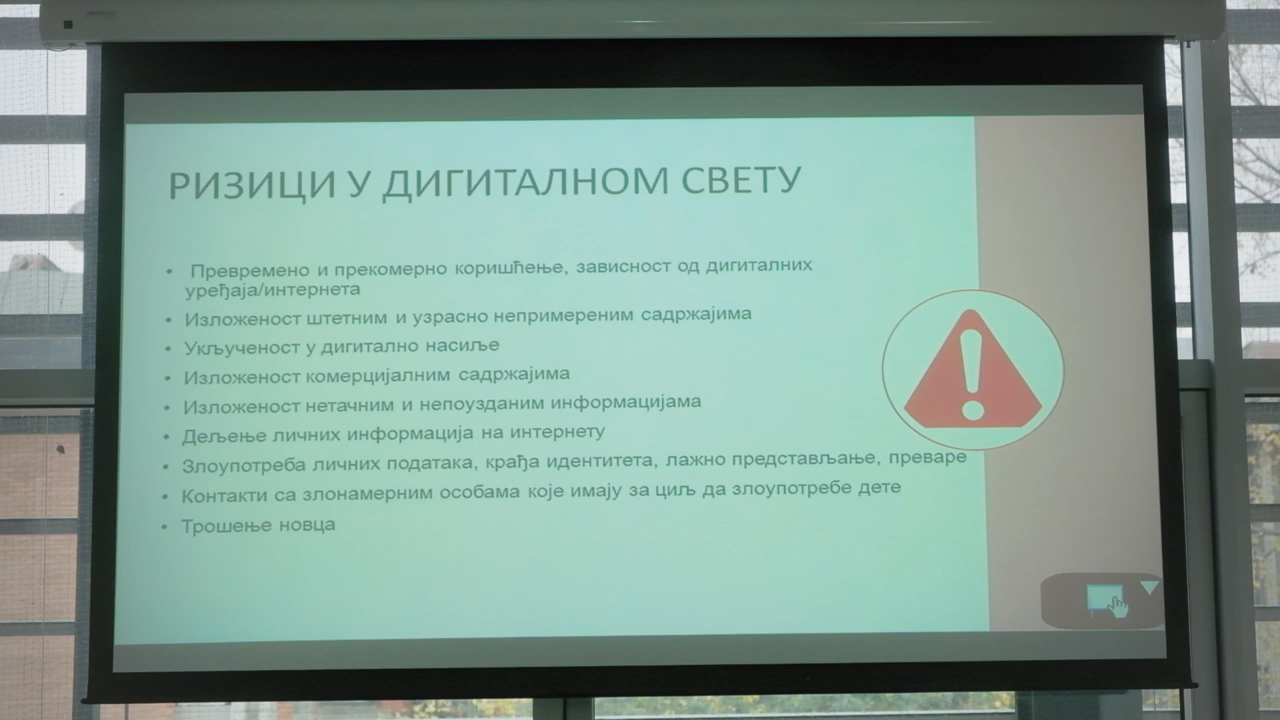 РИЗИЦИ У ДИГИТАЛНОМ СВЕТУ
• Превремено и прекомерно коришћење, зависност од дигиталних
уређаја/интернета
• Изложеност штетним и узрасно непримереним садржајима
• Укљученост у дигитално насиље
• Изложеност комерцијалним садржајима
• Изложеност нетачним и непоузданим информацијама
• Дељење личних информација на интернету
• Злоупотреба личних података, крађа идентитета, лажно представљање, преваре
• Контакти са злонамерним особама које имају за циљ да злоупотребе дете
• Трошење новца